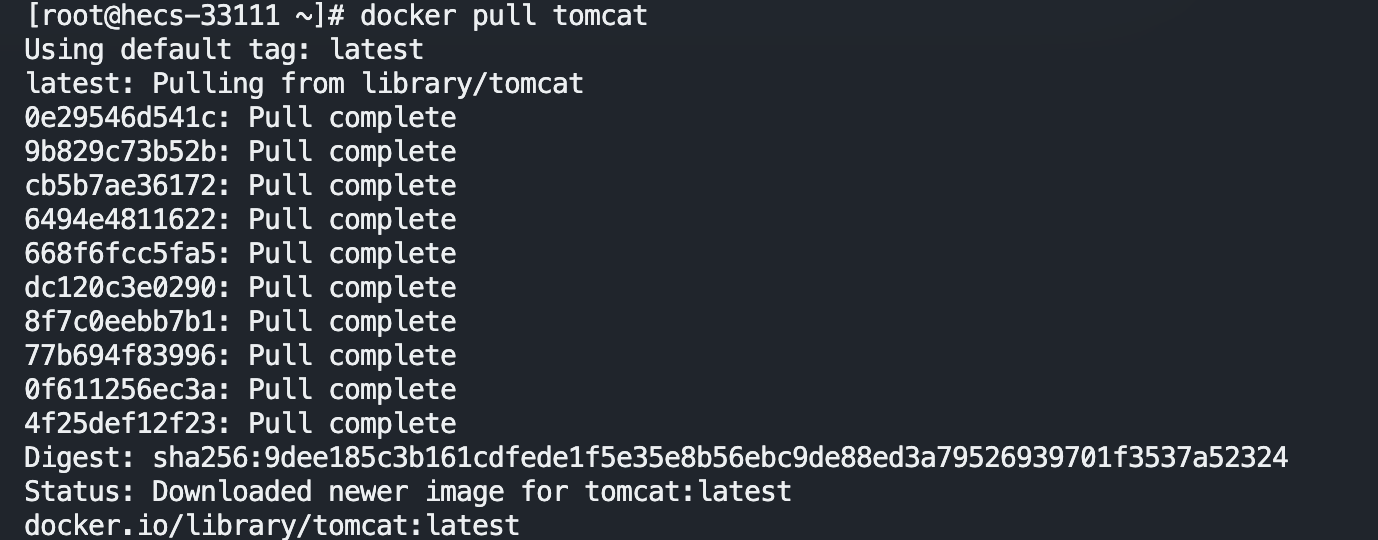 [root@hecs-33111 ~]# docker pull tomcat
Using default tag: latest
latest: Pulling from library/tomcat
0e29546d541c: Pull complete
9b829c73b52b: Pull complete
cb5b7ae36172: Pull complete
6494e4811622: Pull complete
668f6fcc5fa5: Pull complete
dc120c3e0290: Pull complete
8f7c0eebb7b1: Pull complete
77b694f83996: Pull complete
0f611256ec3a: Pull complete
4f25def12f23: Pull complete
Digest: sha256:9dee185c3b161cdfede1f5e35e8b56ebc9de88ed3a79526939701f3537a52324
Status: Downloaded newer image for tomcat:latest
docker.io/library/tomcat:latest